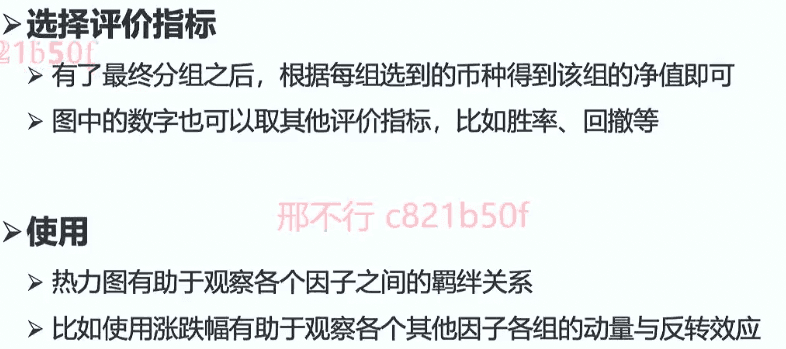 ➢选择评价指标
21b50f
➢ 有了最终分组之后，根据每组选到的币种得到该组的净值即可
➢ 图中的数字也可以取其他评价指标，比如胜率、回撤等
邢不行 c821b50f
➢使用
➢ 热力图有助于观察各个因子之间的羁绊关系
➢ 比如使用涨跌幅有助于观察各个其他因子各组的动量与反转效应